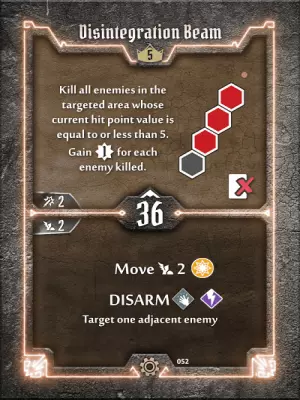 Disintegration Beam
5
Kill all enemies in the
targeted area whose
current hit point value is
equal to or less than 5.
Gain for each
enemy killed.
2
2
36
Move 2
DISARM
Target one adjacent enemy
052